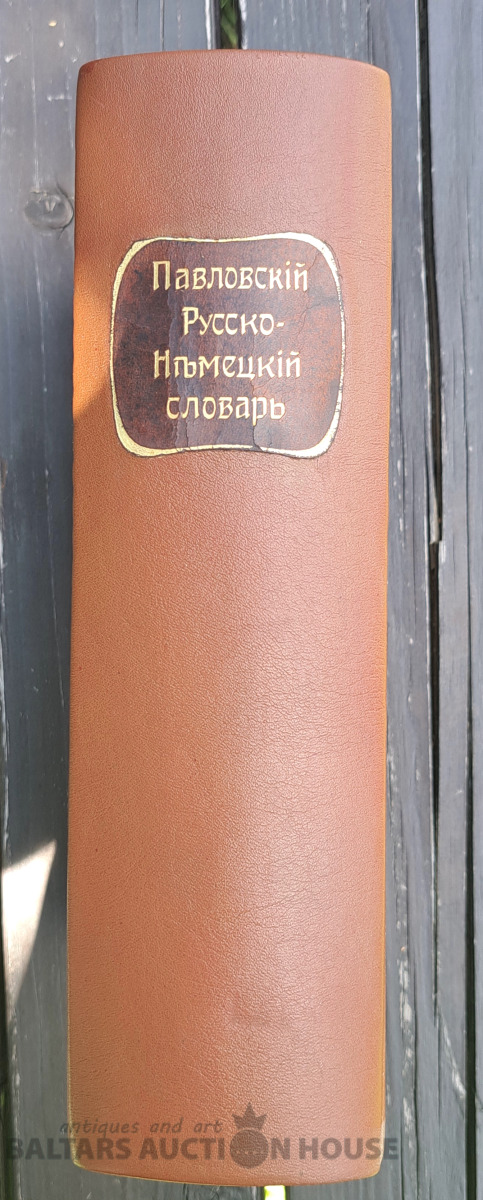 Павловскій
Русско-
Нѣмецкій
словарь
antiques and art
BALTARS AUCTION HOUSE